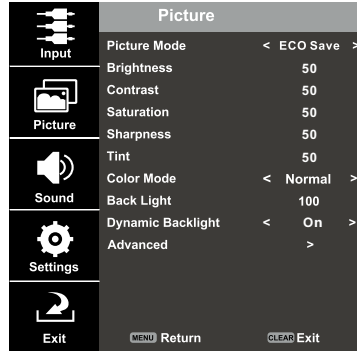 Picture
Input
Picture
Sound
Settings
Exit
Picture Mode < ECO Save >
Brightness 50
Contrast 50
Saturation 50
Sharpness 50
Tint 50
Color Mode < Normal >
Back Light 100
Dynamic Backlight < On >
Advanced >
MENU Return CLEAR Exit